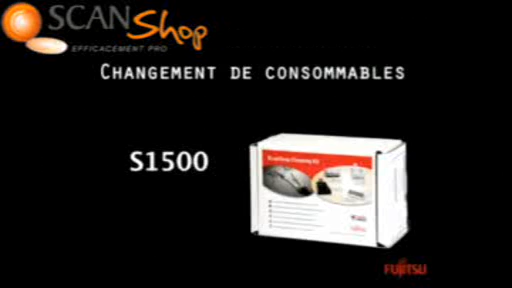 SCAN Shop
EFFICACEMENT PRO
CHANGEMENT DE CONSOMMABLES
S1500
FUJITSU